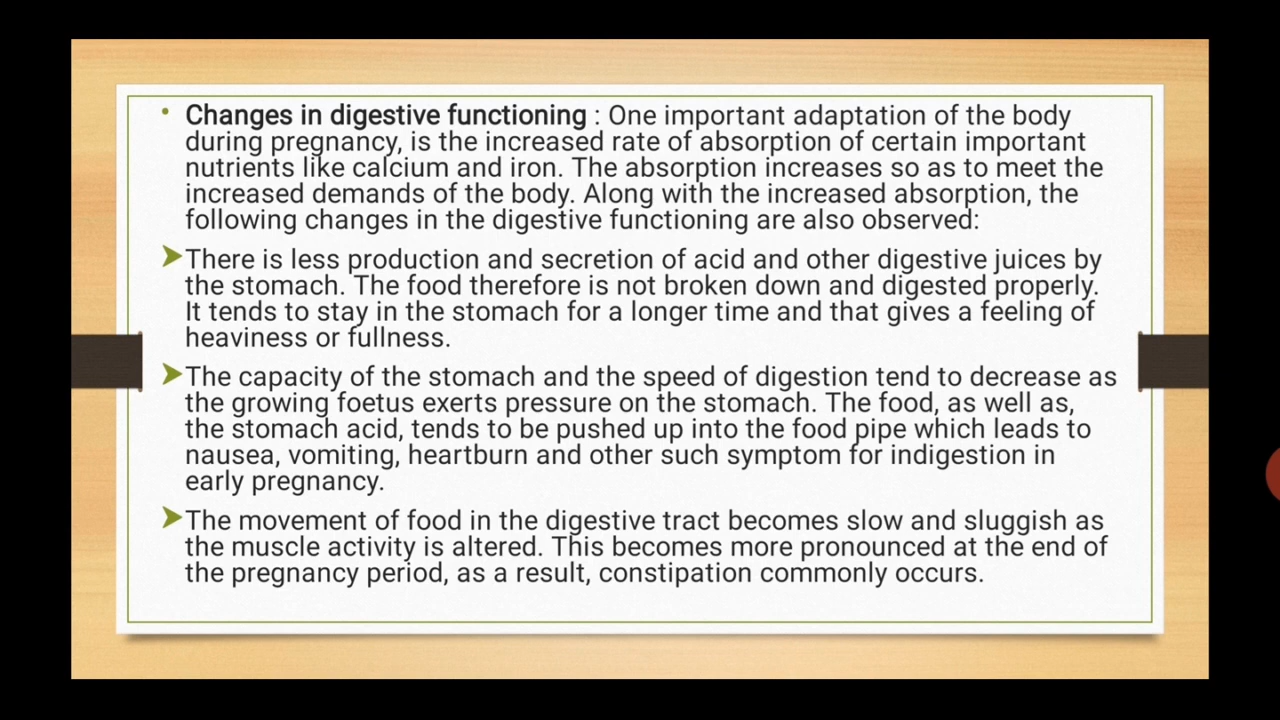 • Changes in digestive functioning : One important adaptation of the body
during pregnancy, is the increased rate of absorption of certain important
nutrients like calcium and iron. The absorption increases so as to meet the
increased demands of the body. Along with the increased absorption, the
following changes in the digestive functioning are also observed:
➤There is less production and secretion of acid and other digestive juices by
the stomach. The food therefore is not broken down and digested properly.
It tends to stay in the stomach for a longer time and that gives a feeling of
heaviness or fullness.
➤The capacity of the stomach and the speed of digestion tend to decrease as
the growing foetus exerts pressure on the stomach. The food, as well as,
the stomach acid, tends to be pushed up into the food pipe which leads to
nausea, vomiting, heartburn and other such symptom for indigestion in
early pregnancy.
➤The movement of food in the digestive tract becomes slow and sluggish as
the muscle activity is altered. This becomes more pronounced at the end of
the pregnancy period, as a result, constipation commonly occurs.